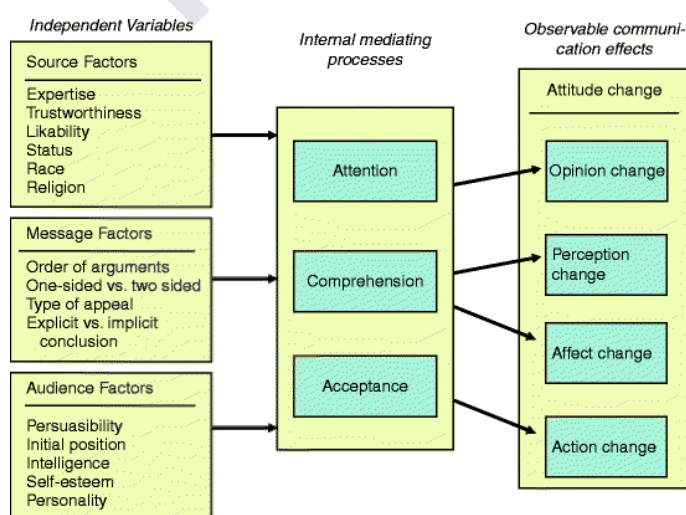 Independent Variables
Source Factors
Expertise
Trustworthiness
Likability
Status
Race
Religion
Message Factors
Order of arguments
One-sided vs. two sided
Type of appeal
Explicit vs. implicit
conclusion
Audience Factors
Persuasibility
Initial position
Intelligence
Self-esteem
Personality
Internal mediating
processes
Attention
Comprehension
Acceptance
Observable communi-
cation effects
Attitude change
Opinion change
Perception
change
Affect change
Action change